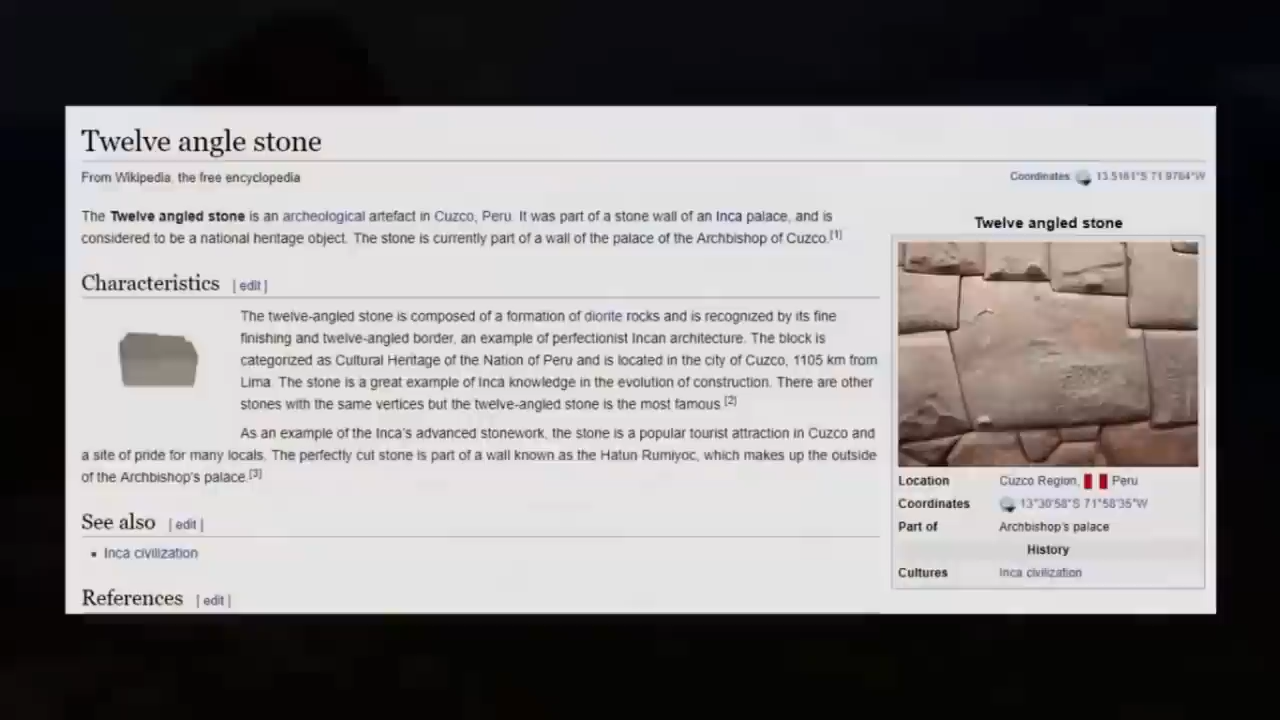 Twelve angle stone
From Wikipedia, the free encyclopedia
Coordinates: 13.5161°S 71.9764°W
The Twelve angled stone is an archeological artefact in Cuzco, Peru. It was part of a stone wall of an Inca palace, and is
considered to be a national heritage object. The stone is currently part of a wall of the palace of the Archbishop of Cuzco.[1]
Characteristics [ edit ]
The twelve-angled stone is composed of a formation of diorite rocks and is recognized by its fine
finishing and twelve-angled border, an example of perfectionist Incan architecture. The block is
categorized as Cultural Heritage of the Nation of Peru and is located in the city of Cuzco, 1105 km from
Lima. The stone is a great example of Inca knowledge in the evolution of construction. There are other
stones with the same vertices but the twelve-angled stone is the most famous.[2]
As an example of the Inca's advanced stonework, the stone is a popular tourist attraction in Cuzco and
a site of pride for many locals. The perfectly cut stone is part of a wall known as the Hatun Rumiyoc, which makes up the outside
of the Archbishop's palace.[3]
See also [ edit ]
• Inca civilization
References [ edit ]
Twelve angled stone
Location Cuzco Region, Peru
Coordinates 13°30′58″S 71°58′35″W
Part of Archbishop's palace
History
Cultures Inca civilization